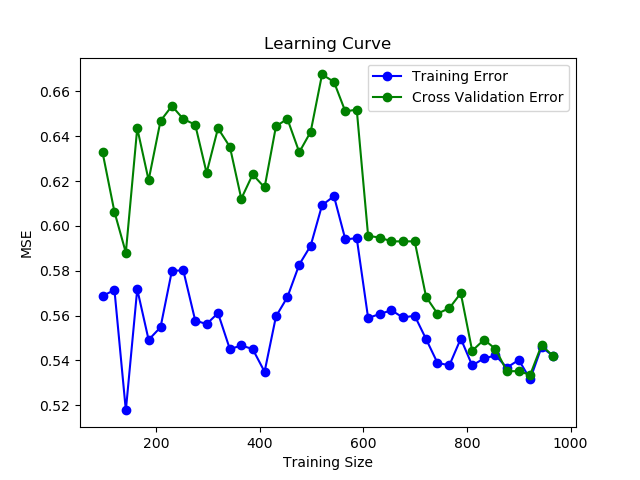 Learning Curve
Training Error
Cross Validation Error
MSE
0.66
0.64
0.62
0.60
0.58
0.56
0.54
0.52
200 400 600 800 1000
Training Size